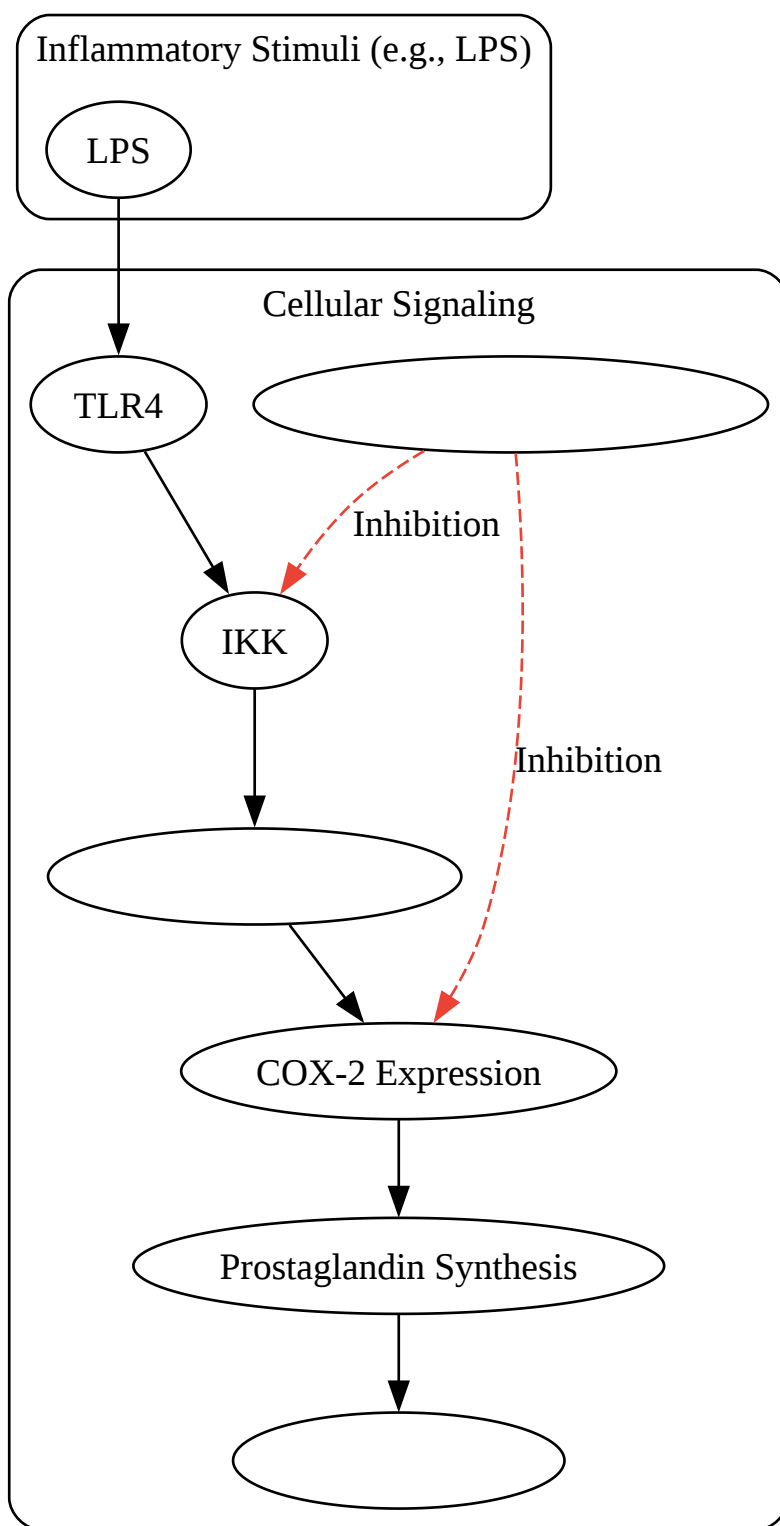 Inflammatory Stimuli (e.g., LPS)
LPS
Cellular Signaling
TLR4
Inhibition
IKK
Inhibition
COX-2 Expression
Prostaglandin Synthesis